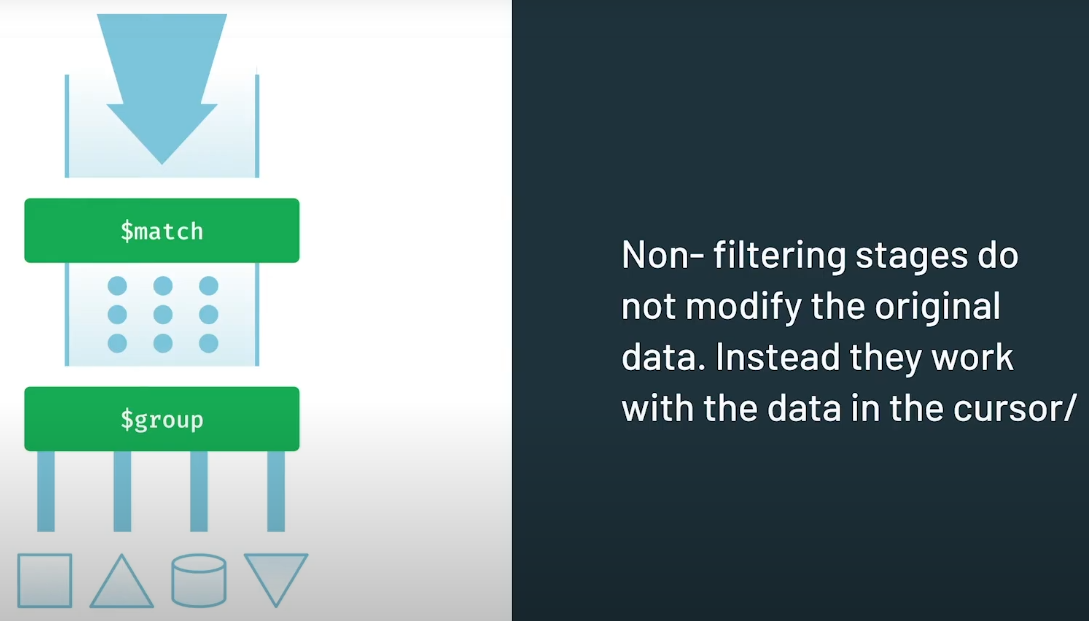 $match
$group
Non- filtering stages do
not modify the original
data. Instead they work
with the data in the cursor/